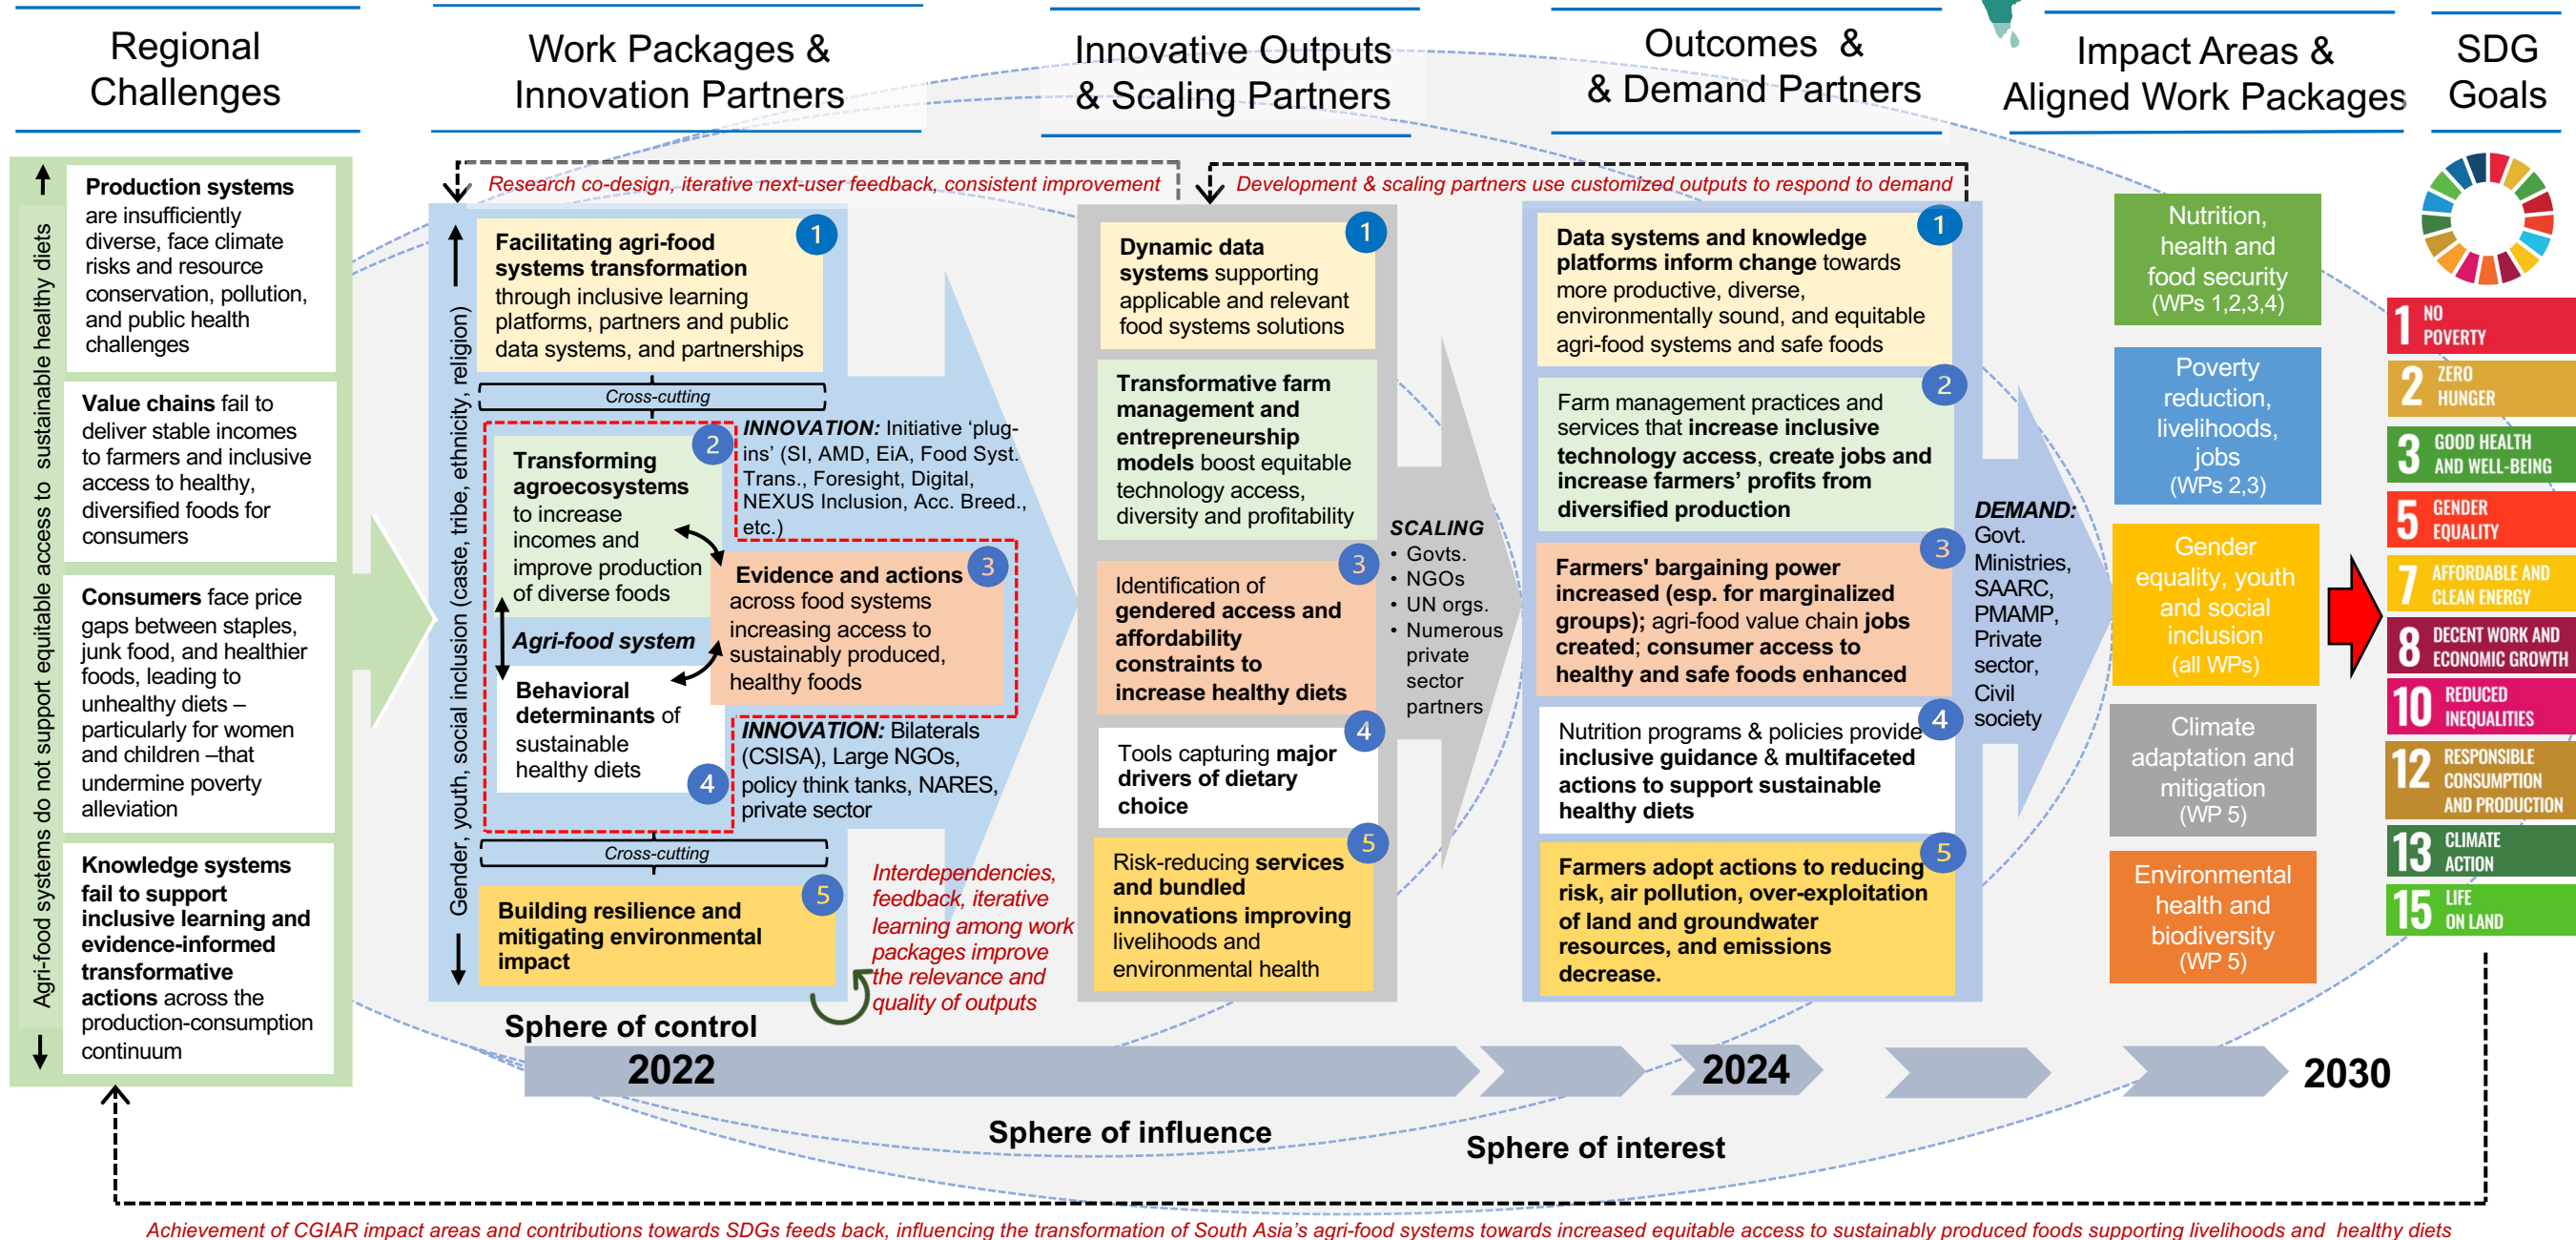 Regional
Challenges
Work Packages &
Innovation Partners
Innovative Outputs
& Scaling Partners
Outcomes &
& Demand Partners
Impact Areas &
Aligned Work Packages
SDG
Goals
Agri-food systems do not support equitable access to sustainable healthy diets
Production systems
are insufficiently
diverse, face climate
risks and resource
conservation, pollution,
and public health
challenges
Value chains fail to
deliver stable incomes
to farmers and inclusive
access to healthy,
diversified foods for
consumers
Consumers face price
gaps between staples,
junk food, and healthier
foods, leading to
unhealthy diets –
particularly for women
and children –that
undermine poverty
alleviation
Knowledge systems
fail to support
inclusive learning and
evidence-informed
transformative
actions across the
production-consumption
continuum
Research co-design, iterative next-user feedback, consistent improvement
Gender, youth, social inclusion (caste, tribe, ethnicity, religion)
1
Facilitating agri-food
systems transformation
through inclusive learning
platforms, partners and public
data systems, and partnerships
Cross-cutting
2
Transforming
agroecosystems
to increase
incomes and
improve production
of diverse foods
INNOVATION: Initiative ‘plug-
ins’ (SI, AMD, EiA, Food Syst.
Trans., Foresight, Digital,
NEXUS Inclusion, Acc. Breed.,
etc.)
3
Evidence and actions
across food systems
increasing access to
sustainably produced,
healthy foods
Agri-food system
Behavioral
determinants of
sustainable
healthy diets
4
INNOVATION: Bilaterals
(CSISA), Large NGOs,
policy think tanks, NARES,
private sector
Cross-cutting
5
Building resilience and
mitigating environmental
impact
Interdependencies,
feedback, iterative
learning among work
packages improve
the relevance and
quality of outputs
Development & scaling partners use customized outputs to respond to demand
1
Dynamic data
systems supporting
applicable and relevant
food systems solutions
Transformative farm
management and
entrepreneurship
models boost equitable
technology access,
diversity and profitability
3
Identification of
gendered access and
affordability
constraints to
increase healthy diets
4
Tools capturing major
drivers of dietary
choice
5
Risk-reducing services
and bundled
innovations improving
livelihoods and
environmental health
SCALING
• Govts.
• NGOs
• UN orgs.
• Numerous
private
sector
partners
1
Data systems and knowledge
platforms inform change towards
more productive, diverse,
environmentally sound, and equitable
agri-food systems and safe foods
2
Farm management practices and
services that increase inclusive
technology access, create jobs and
increase farmers’ profits from
diversified production
3
Farmers' bargaining power
increased (esp. for marginalized
groups); agri-food value chain jobs
created; consumer access to
healthy and safe foods enhanced
4
Nutrition programs & policies provide
inclusive guidance & multifaceted
actions to support sustainable
healthy diets
5
Farmers adopt actions to reducing
risk, air pollution, over-exploitation
of land and groundwater
resources, and emissions
decrease.
DEMAND:
Govt.
Ministries,
SAARC,
PMAMP,
Private
sector,
Civil
society
Nutrition,
health and
food security
(WPs 1,2,3,4)
Poverty
reduction,
livelihoods,
jobs
(WPs 2,3)
Gender
equality, youth
and social
inclusion
(all WPs)
Climate
adaptation and
mitigation
(WP 5)
Environmental
health and
biodiversity
(WP 5)
1 NO
POVERTY
2 ZERO
HUNGER
3 GOOD HEALTH
AND WELL-BEING
5 GENDER
EQUALITY
7 AFFORDABLE AND
CLEAN ENERGY
8 DECENT WORK AND
ECONOMIC GROWTH
10 REDUCED
INEQUALITIES
12 RESPONSIBLE
CONSUMPTION
AND PRODUCTION
13 CLIMATE
ACTION
15 LIFE
ON LAND
Sphere of control
2022
2024
2030
Sphere of influence
Sphere of interest
Achievement of CGIAR impact areas and contributions towards SDGs feeds back, influencing the transformation of South Asia’s agri-food systems towards increased equitable access to sustainably produced foods supporting livelihoods and healthy diets